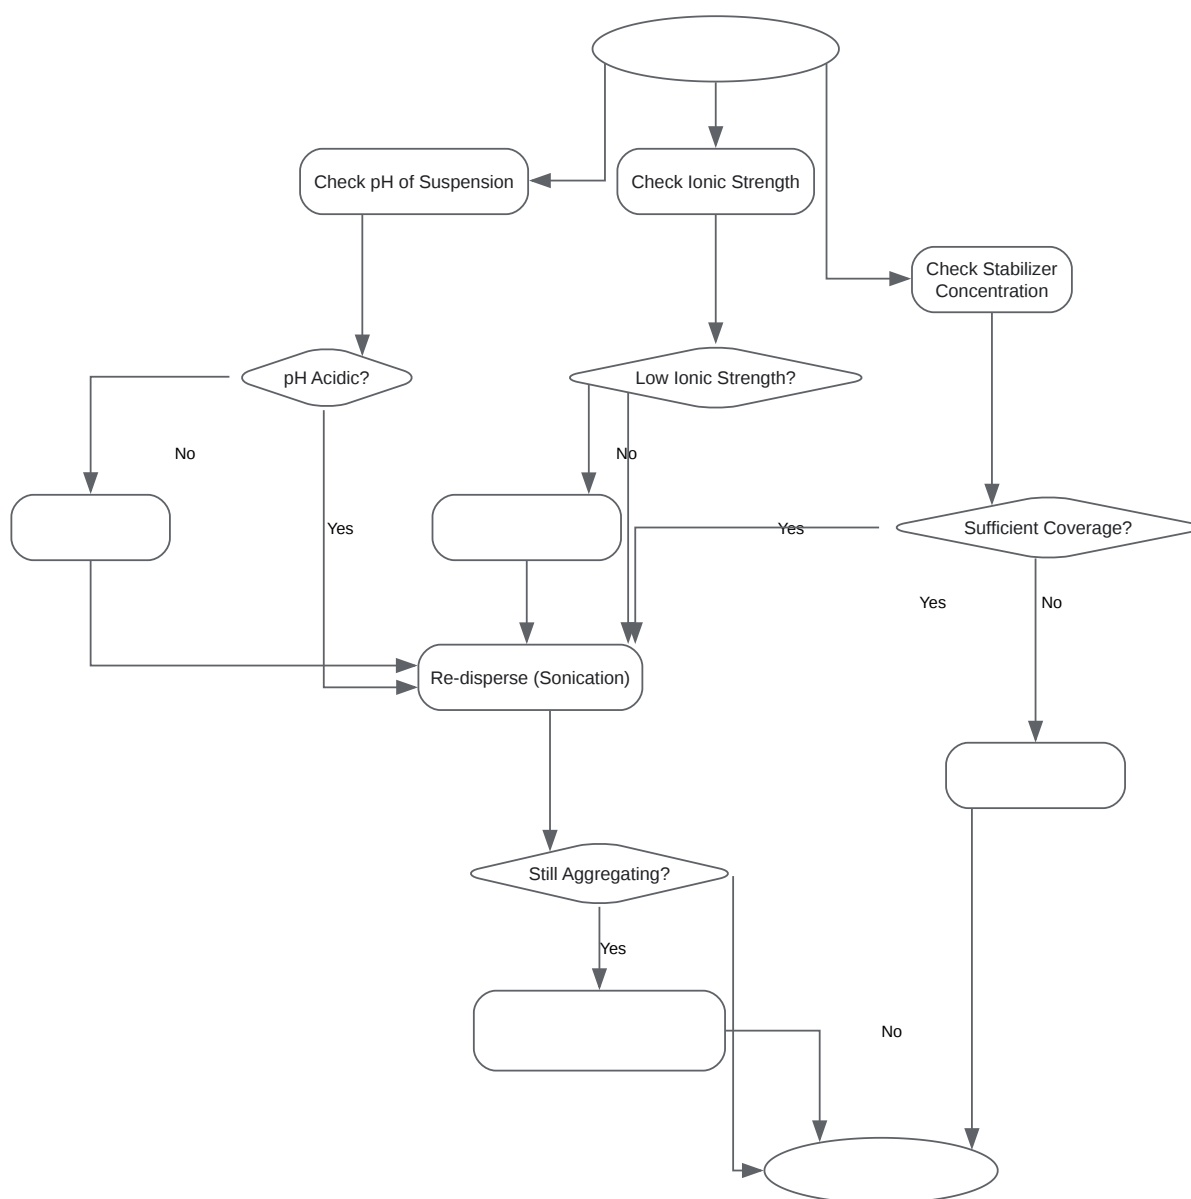 Check pH of Suspension
Check Ionic Strength
Check Stabilizer
Concentration
pH Acidic?
Low Ionic Strength?
No
No
Yes
Yes
Sufficient Coverage?
Yes
No
Re-disperse (Sonication)
Still Aggregating?
Yes
No